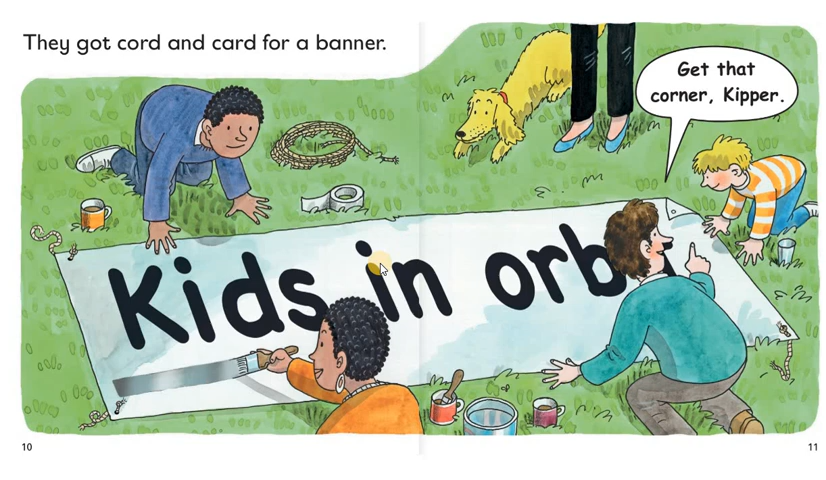 They got cord and card for a banner.
Get that
corner, Kipper.
Kids in orb
10
11